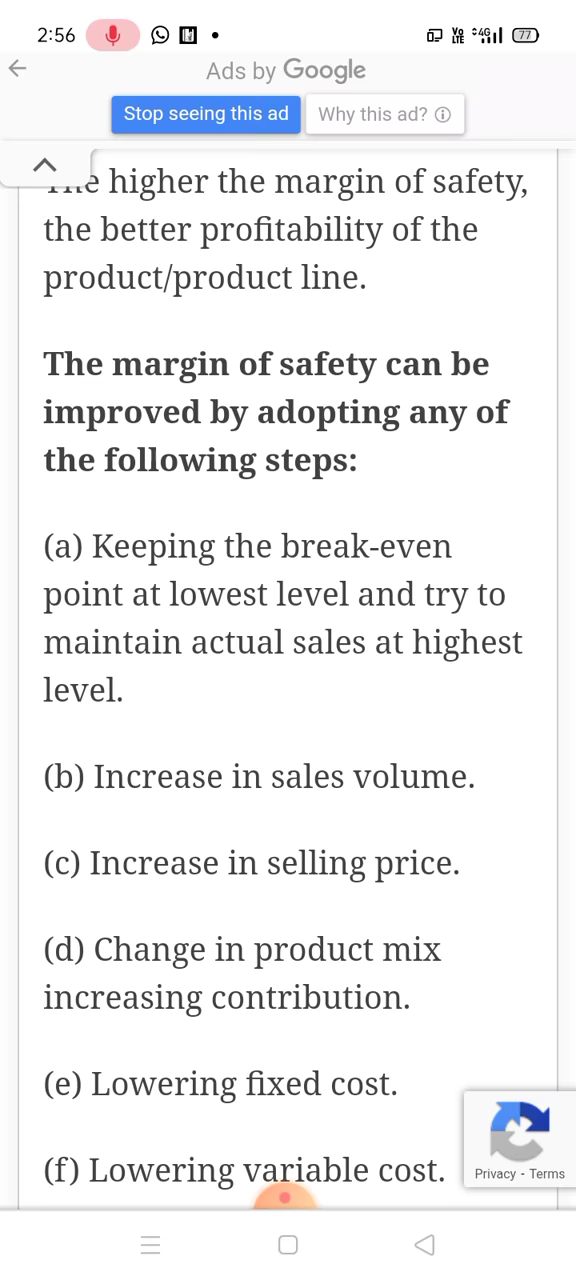 2:56
VO LTE 4G 77
Ads by Google
Stop seeing this ad
Why this ad?
higher the margin of safety,
the better profitability of the
product/product line.
The margin of safety can be
improved by adopting any of
the following steps:
(a) Keeping the break-even
point at lowest level and try to
maintain actual sales at highest
level.
(b) Increase in sales volume.
(c) Increase in selling price.
(d) Change in product mix
increasing contribution.
(e) Lowering fixed cost.
(f) Lowering variable cost.
Privacy - Terms